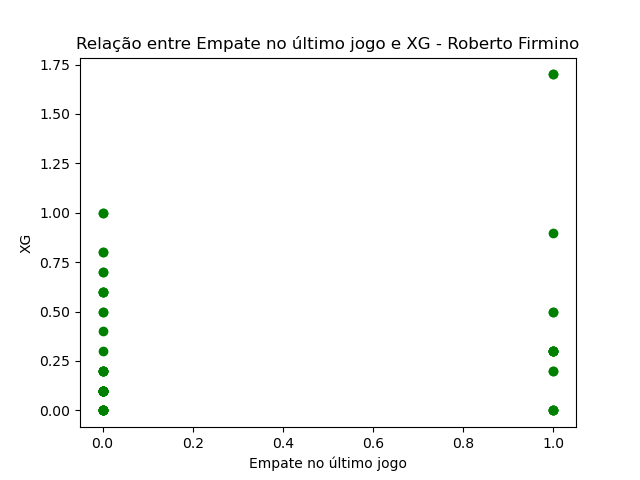 Relação entre Empate no último jogo e XG - Roberto Firmino
1.75
1.50
1.25
1.00
0.75
0.50
0.25
0.00
XG
0.0 0.2 0.4 0.6 0.8 1.0
Empate no último jogo